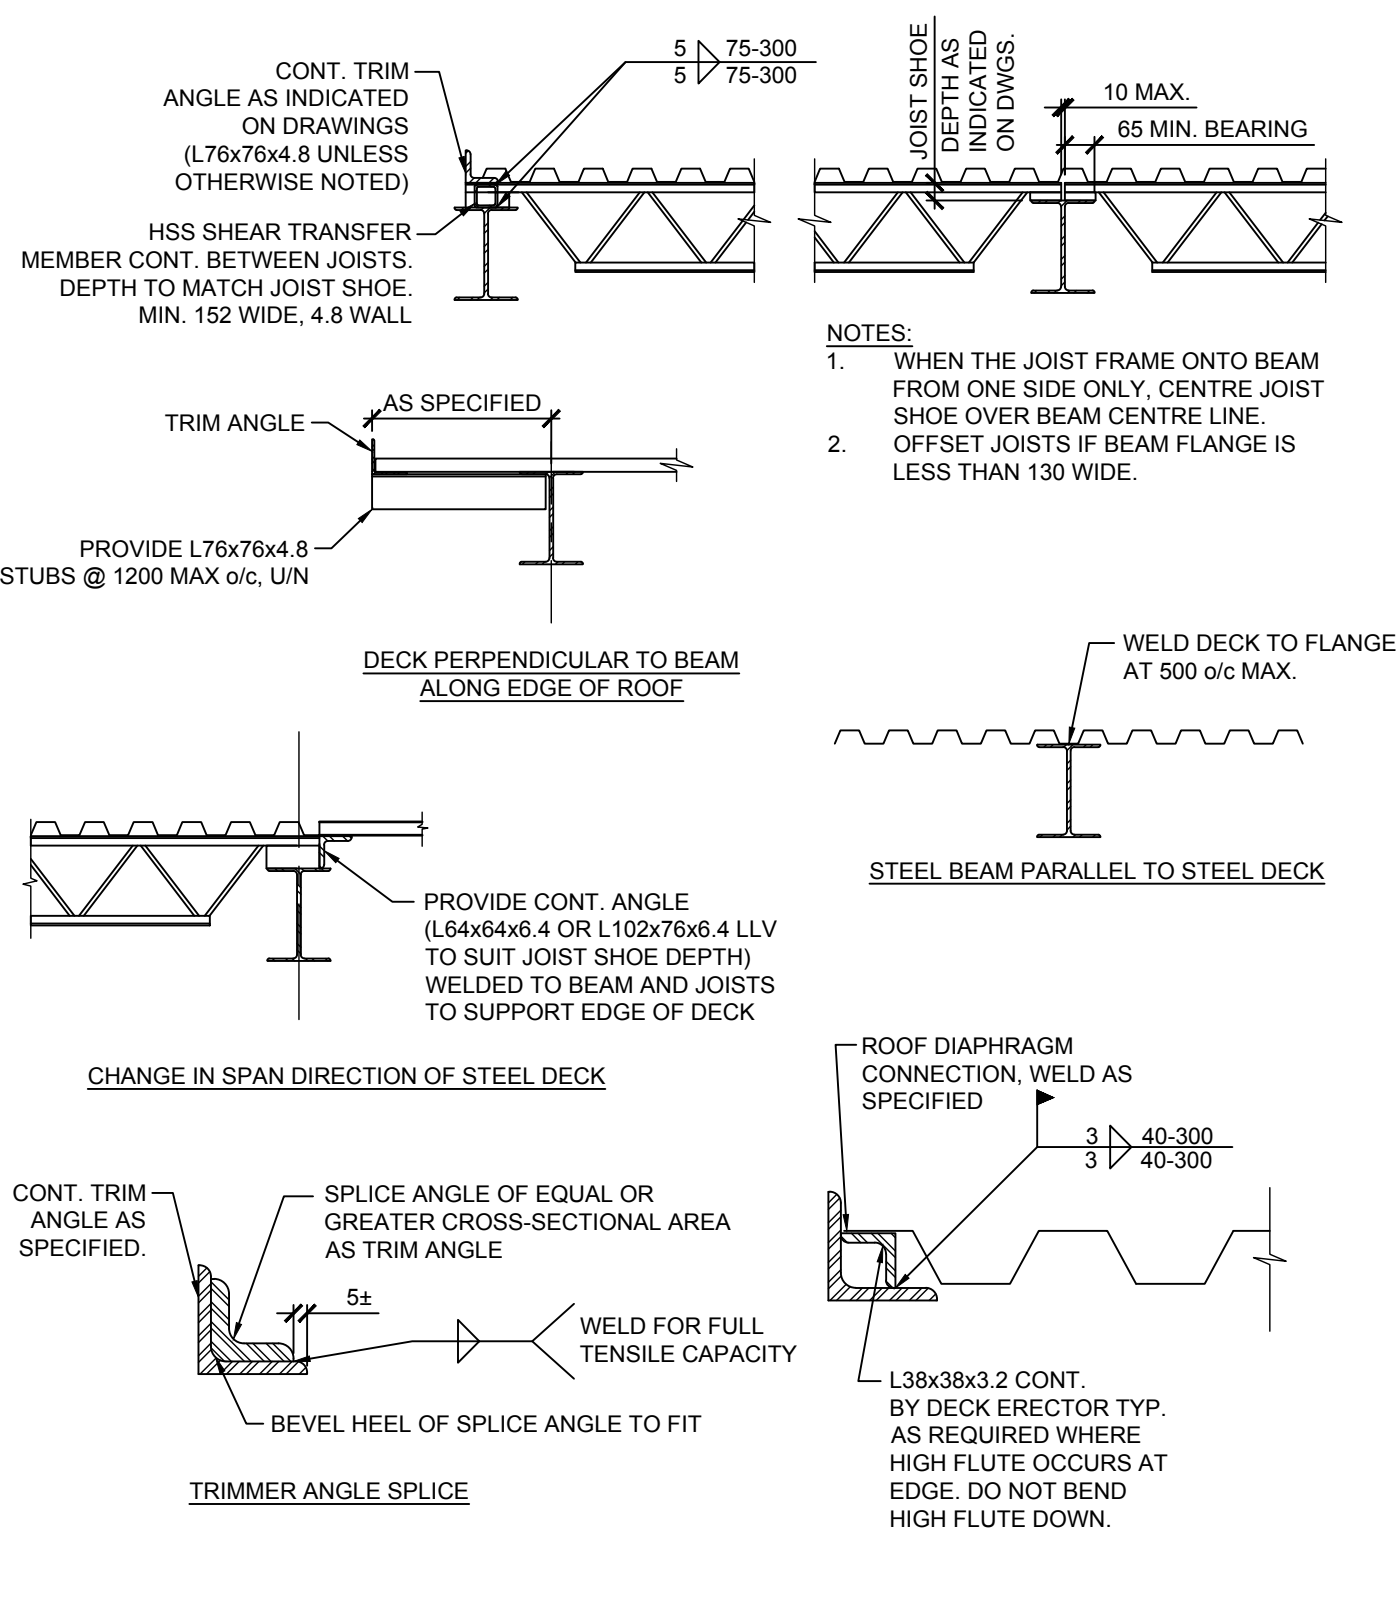 CONT. TRIM
ANGLE AS INDICATED
ON DRAWINGS
(L76x76x4.8 UNLESS
OTHERWISE NOTED)
HSS SHEAR TRANSFER
MEMBER CONT. BETWEEN JOISTS.
DEPTH TO MATCH JOIST SHOE.
MIN. 152 WIDE, 4.8 WALL
5 75-300
5 75-300
JOIST SHOE
DEPTH AS
INDICATED
ON DWGS.
10 MAX.
65 MIN. BEARING
NOTES:
1. WHEN THE JOIST FRAME ONTO BEAM
FROM ONE SIDE ONLY, CENTRE JOIST
SHOE OVER BEAM CENTRE LINE.
2. OFFSET JOISTS IF BEAM FLANGE IS
LESS THAN 130 WIDE.
AS SPECIFIED
TRIM ANGLE
PROVIDE L76x76x4.8
STUBS @ 1200 MAX o/c, U/N
DECK PERPENDICULAR TO BEAM
ALONG EDGE OF ROOF
WELD DECK TO FLANGE
AT 500 o/c MAX.
STEEL BEAM PARALLEL TO STEEL DECK
PROVIDE CONT. ANGLE
(L64x64x6.4 OR L102x76x6.4 LLV
TO SUIT JOIST SHOE DEPTH)
WELDED TO BEAM AND JOISTS
TO SUPPORT EDGE OF DECK
CHANGE IN SPAN DIRECTION OF STEEL DECK
ROOF DIAPHRAGM
CONNECTION, WELD AS
SPECIFIED
3 40-300
3 40-300
L38x38x3.2 CONT.
BY DECK ERECTOR TYP.
AS REQUIRED WHERE
HIGH FLUTE OCCURS AT
EDGE. DO NOT BEND
HIGH FLUTE DOWN.
CONT. TRIM
ANGLE AS
SPECIFIED.
SPLICE ANGLE OF EQUAL OR
GREATER CROSS-SECTIONAL AREA
AS TRIM ANGLE
5±
WELD FOR FULL
TENSILE CAPACITY
BEVEL HEEL OF SPLICE ANGLE TO FIT
TRIMMER ANGLE SPLICE